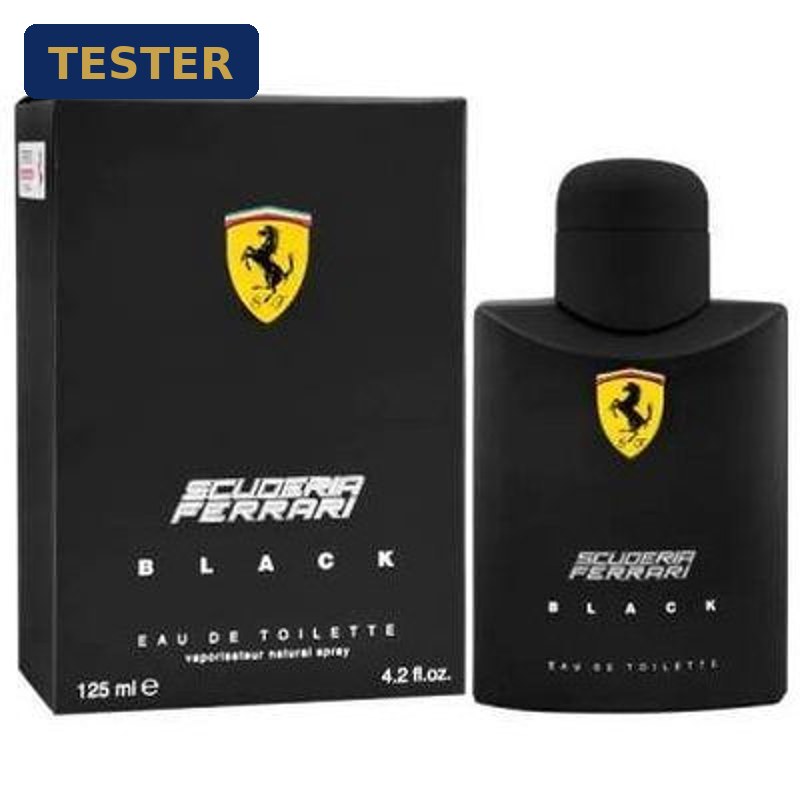 TESTER
S F
SCUDERIA
FERRARI
BLACK
EAU DE TOILETTE
vaporisateur natural spray
125 ml e
4.2 fl.oz.
S F
SCUDERIA
FERRARI
BLACK
EAU DE TOILETTE